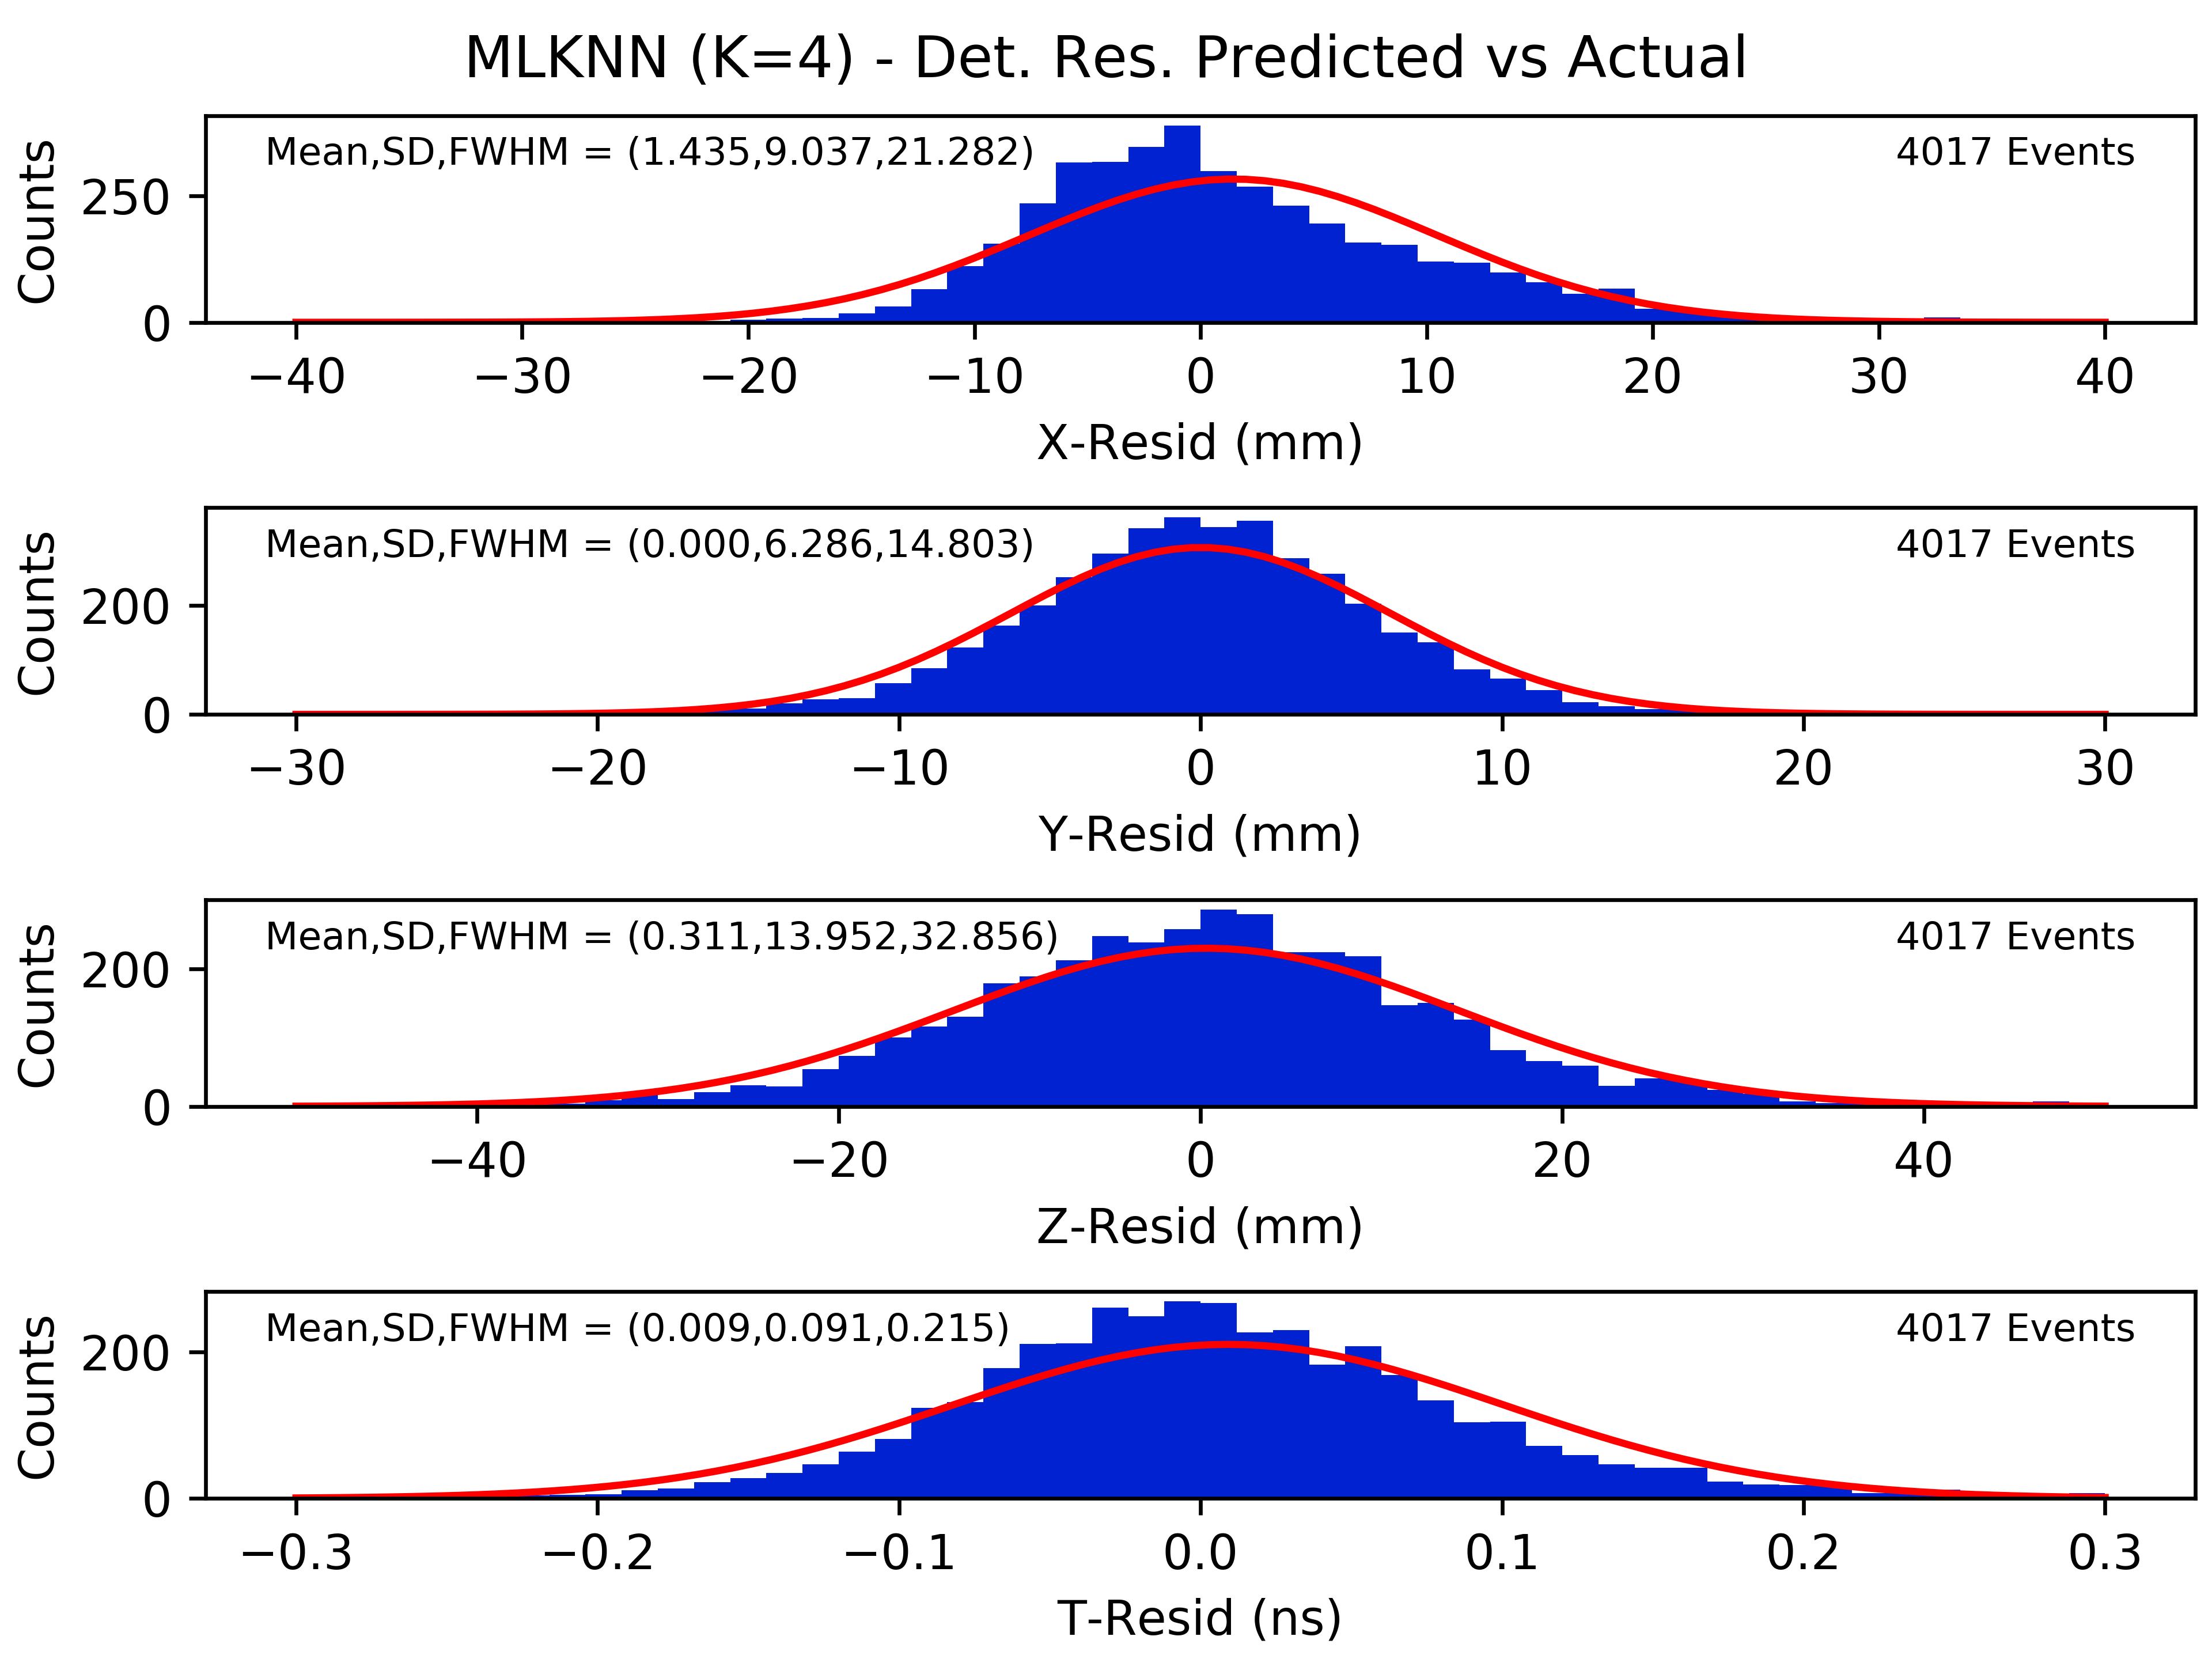 MLKNN (K=4) - Det. Res. Predicted vs Actual
Mean,SD,FWHM = (1.435,9.037,21.282)
4017 Events
Counts
250
0
−40 −30 −20 −10 0 10 20 30 40
X-Resid (mm)
Mean,SD,FWHM = (0.000,6.286,14.803)
4017 Events
Counts
200
0
−30 −20 −10 0 10 20 30
Y-Resid (mm)
Mean,SD,FWHM = (0.311,13.952,32.856)
4017 Events
Counts
200
0
−40 −20 0 20 40
Z-Resid (mm)
Mean,SD,FWHM = (0.009,0.091,0.215)
4017 Events
Counts
200
0
−0.3 −0.2 −0.1 0.0 0.1 0.2 0.3
T-Resid (ns)